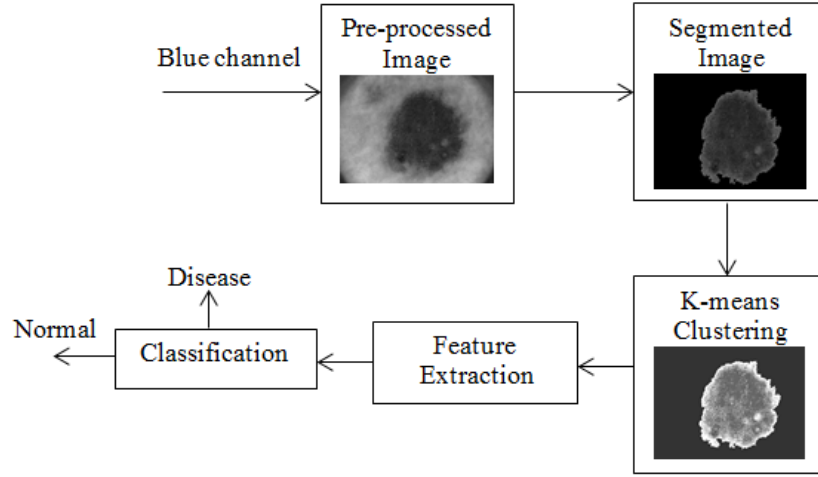 Blue channel
Pre-processed
Image
Segmented
Image
K-means
Clustering
Feature
Extraction
Classification
Disease
Normal